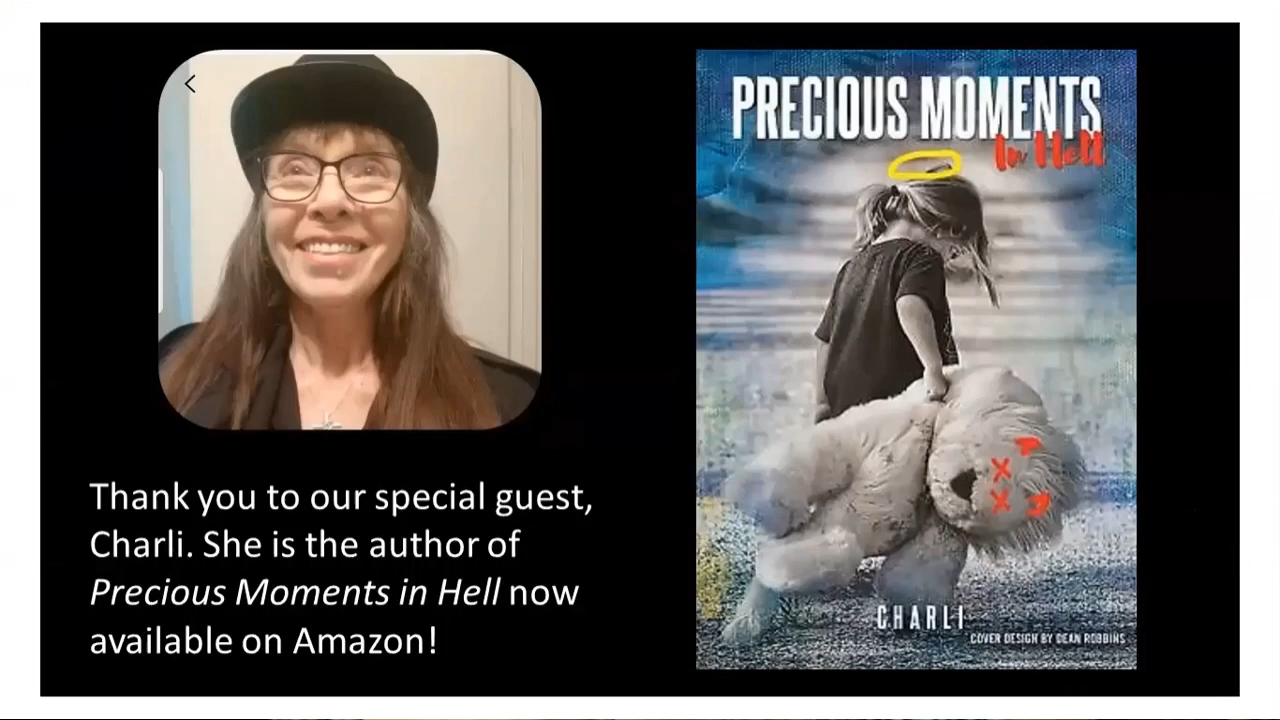 Thank you to our special guest,
Charli. She is the author of
Precious Moments in Hell now
available on Amazon!
PRECIOUS MOMENTS
In Hell
X
X
CHARLI
COVER DESIGN BY DEAN ROBBINS